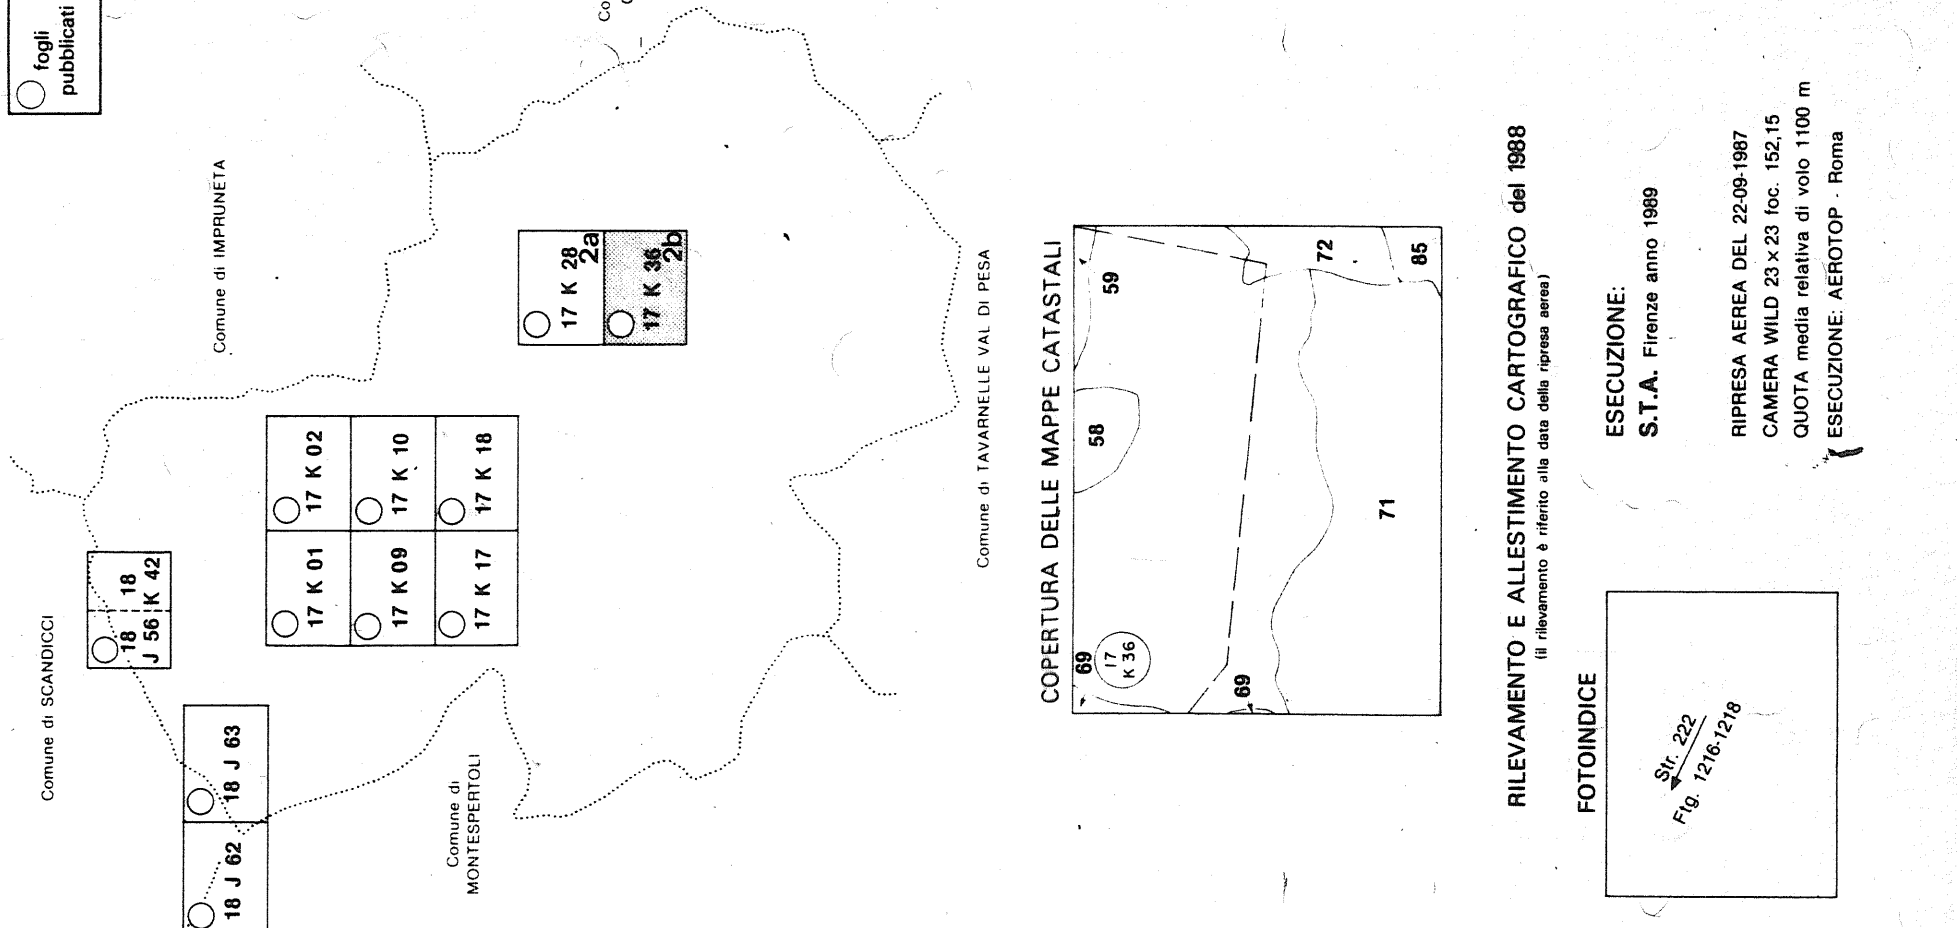 fogli
pubblicati
Comune di SCANDICCI
Comune di IMPRUNETA
18 J 62
18 J 63
18
J 56
18
K 42
17 K 01
17 K 02
17 K 09
17 K 10
17 K 17
17 K 18
17 K 28
2a
17 K 36
2b
Comune di
MONTESPERTOLI
Comune di TAVARNELLE VAL DI PESA
COPERTURA DELLE MAPPE CATASTALI
69
17
K 36
58
59
69
72
71
85
RILEVAMENTO E ALLESTIMENTO CARTOGRAFICO del 1988
(il rilevamento è riferito alla data della ripresa aerea)
FOTOINDICE
Str. 222
Ftg. 1216-1218
ESECUZIONE:
S.T.A. Firenze anno 1989
RIPRESA AEREA DEL 22-09-1987
CAMERA WILD 23 x 23 foc. 152,15
QUOTA media relativa di volo 1100 m
ESECUZIONE: AEROTOP - Roma